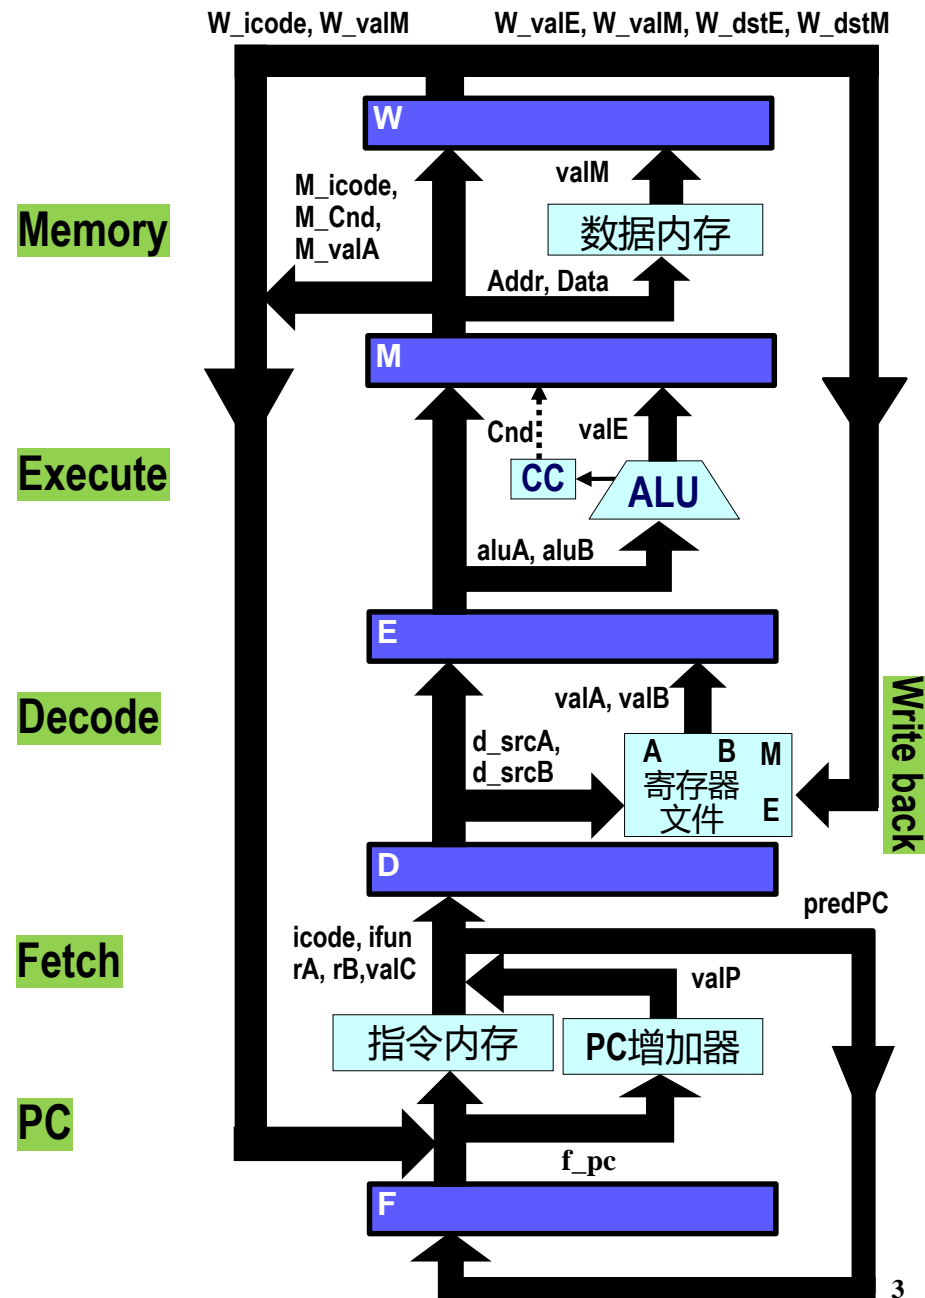 W_icode, W_valM
W_valE, W_valM, W_dstE, W_dstM
W
valM
M_icode,
M_Cnd,
M_valA
Memory
数据内存
Addr, Data
M
Cnd
valE
Execute
CC
ALU
aluA, aluB
E
Decode
valA, valB
Write back
d_srcA,
d_srcB
A B M
寄存器
文件
E
D
predPC
Fetch
icode, ifun
rA, rB,valC
valP
指令内存
PC增加器
PC
f_pc
F
3